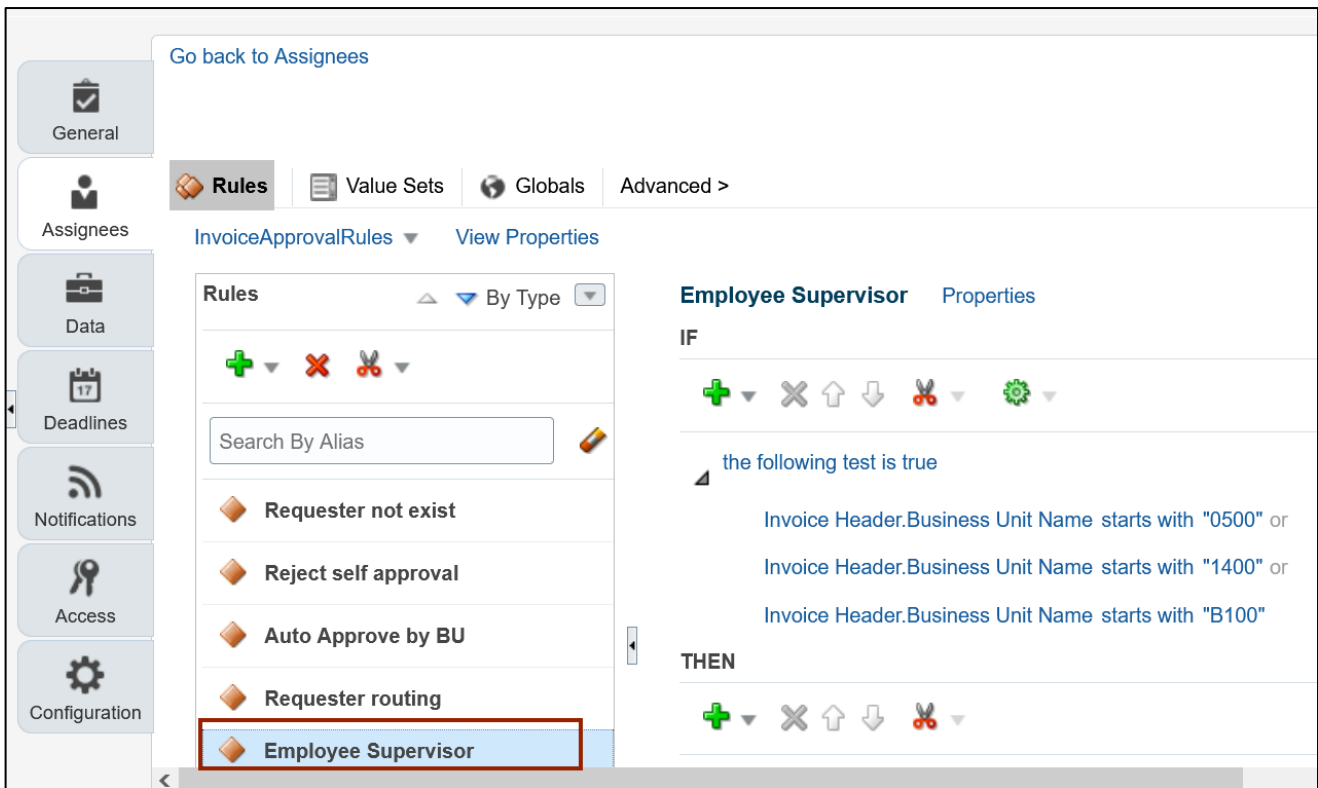 Go back to Assignees
General
Assignees
Data
17
Deadlines
Notifications
Access
Configuration
Rules Value Sets Globals Advanced >
InvoiceApprovalRules View Properties
Rules By Type
Search By Alias
Requester not exist
Reject self approval
Auto Approve by BU
Requester routing
Employee Supervisor
Employee Supervisor Properties
IF
the following test is true
Invoice Header.Business Unit Name starts with "0500" or
Invoice Header.Business Unit Name starts with "1400" or
Invoice Header.Business Unit Name starts with "B100"
THEN